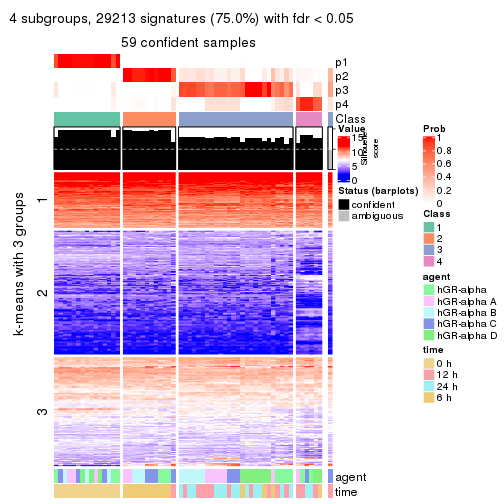 4 subgroups, 29213 signatures (75.0%) with fdr < 0.05
59 confident samples
p1
p2
p3
p4
Class
k-means with 3 groups
1
2
3
Silhouette
score
agent
time
Value
15
10
5
0
Status (barplots)
confident
ambiguous
Prob
1
0.8
0.6
0.4
0.2
0
Class
1
2
3
4
agent
hGR-alpha
hGR-alpha A
hGR-alpha B
hGR-alpha C
hGR-alpha D
time
0 h
12 h
24 h
6 h